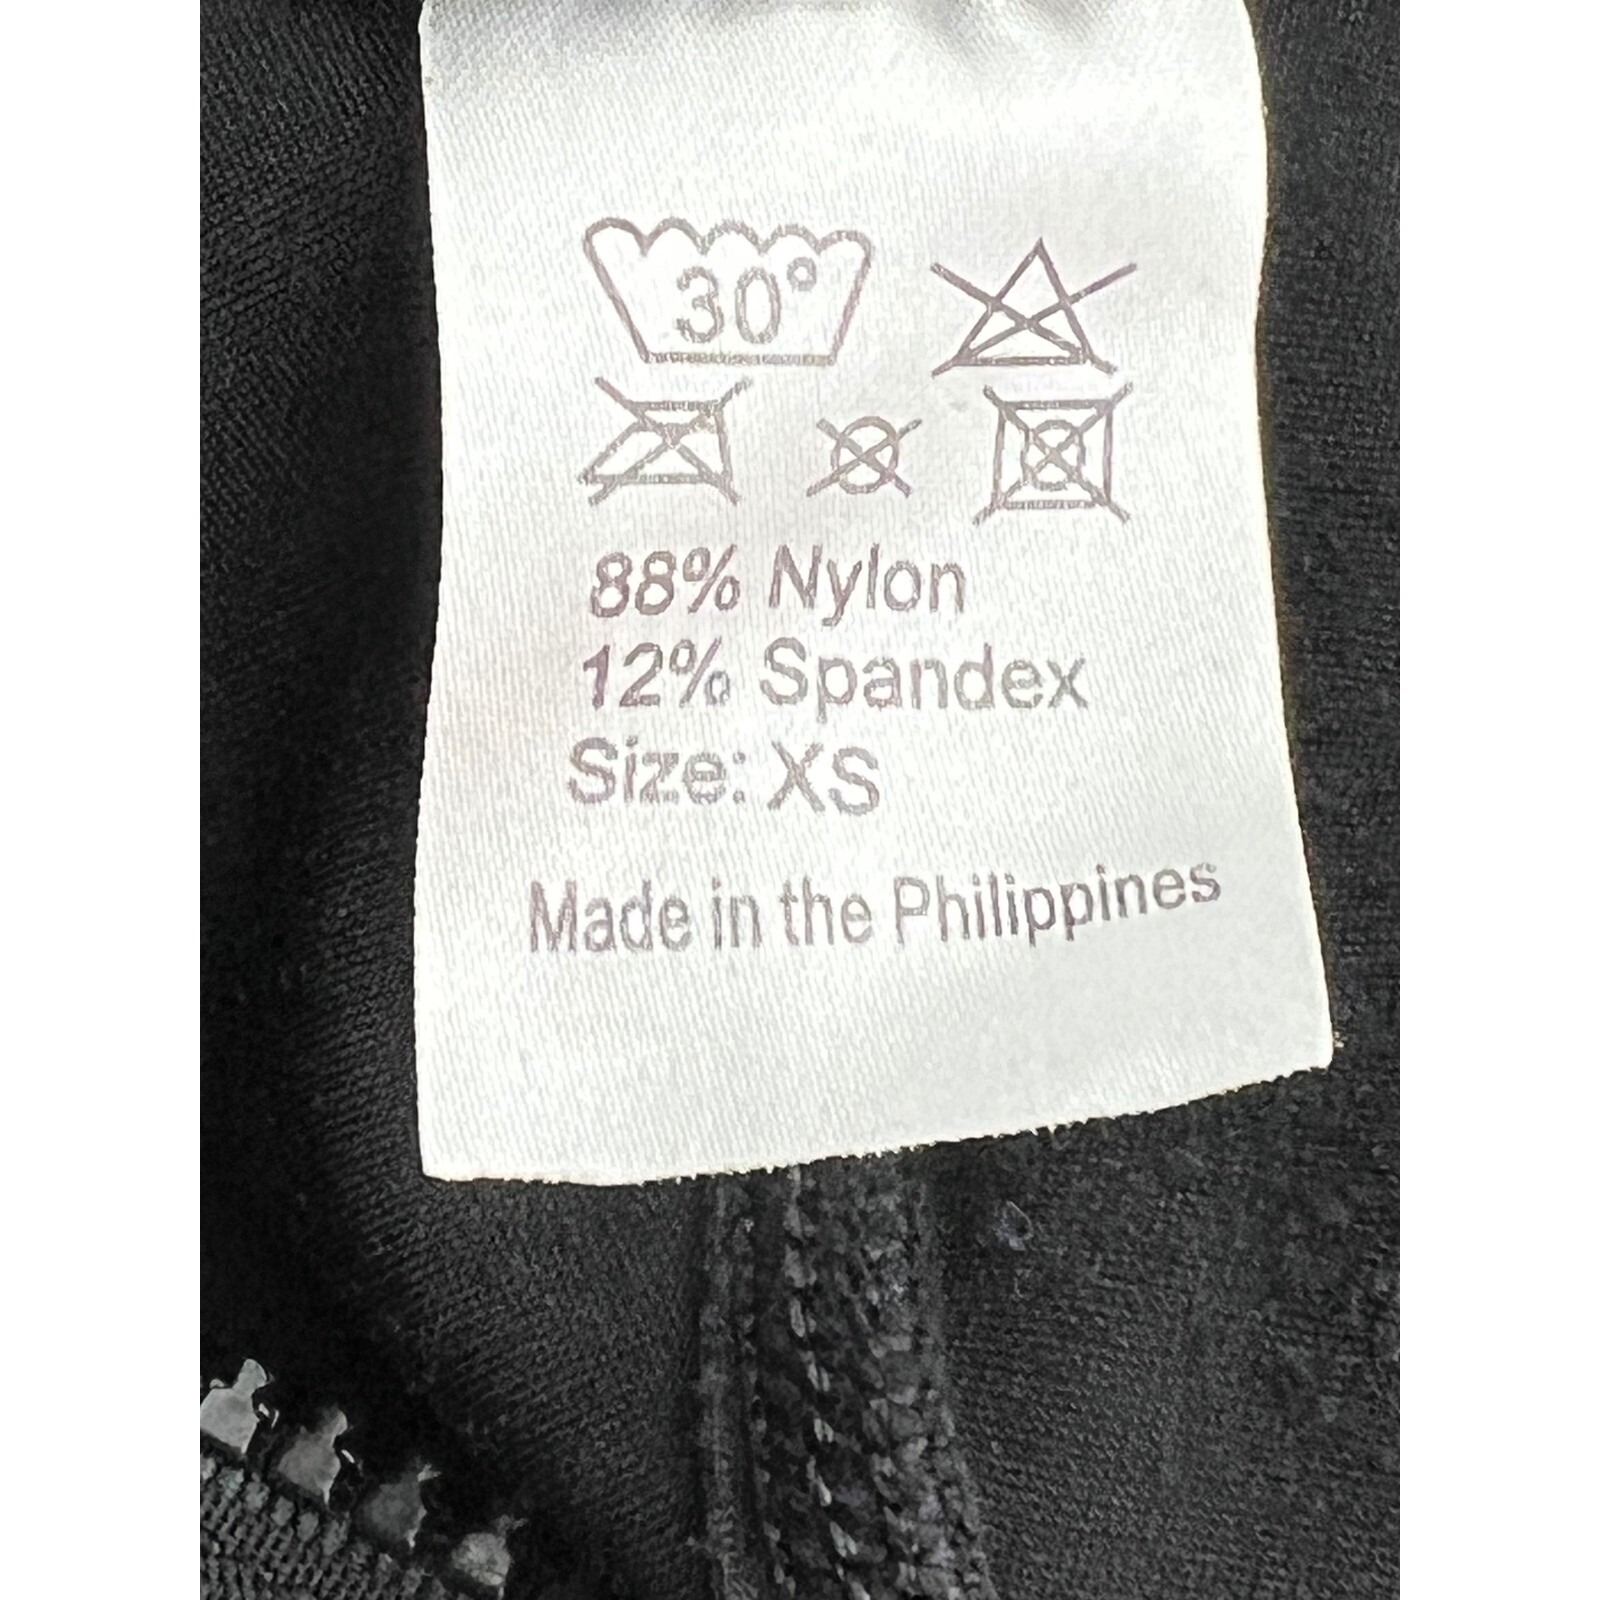 30°
88% Nylon
12% Spandex
Size: XS
Made in the Philippines